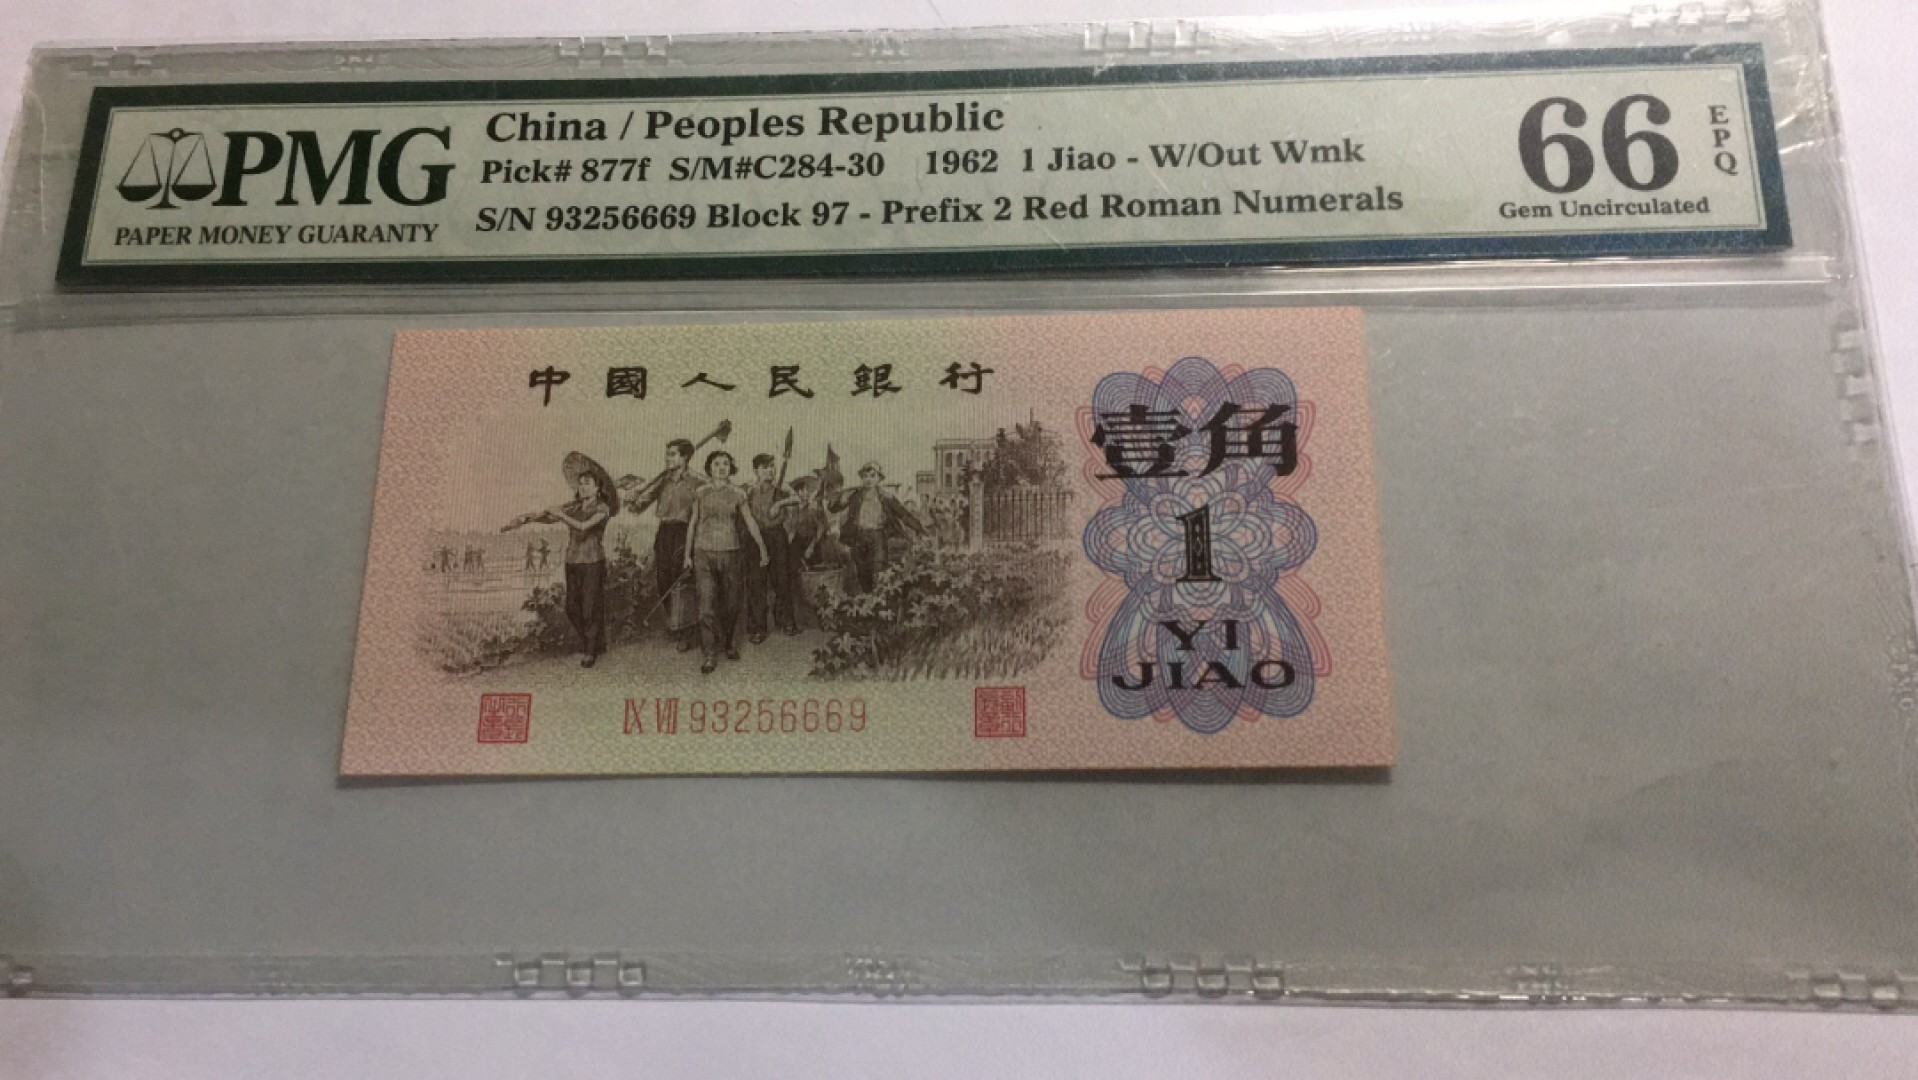 PMG
PAPER MONEY GUARANTY
China / Peoples Republic
Pick# 877f S/M#C284-30 1962 1 Jiao - W/Out Wmk
S/N 93256669 Block 97 - Prefix 2 Red Roman Numerals
66
EPQ
Gem Uncirculated
中國人民銀行
壹角
1
YI
JIAO
IX VII 93256669